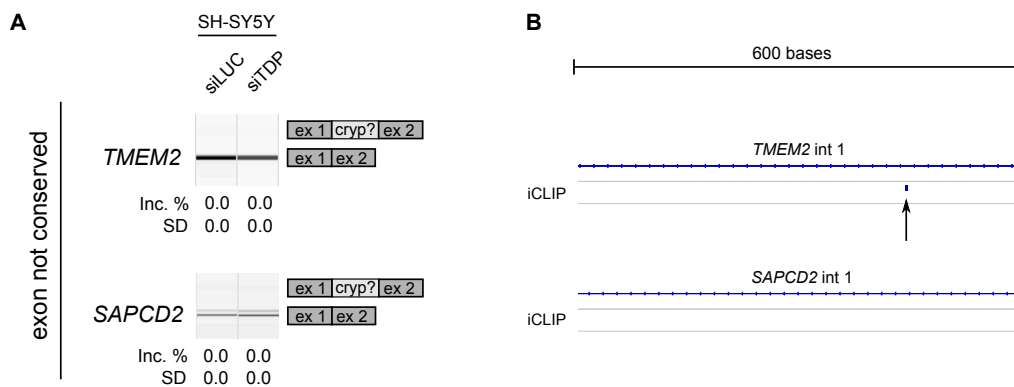 A
SH-SY5Y
siLUC siTDP
exon not conserved
TMEM2
ex 1 cryp? ex 2
ex 1 ex 2
Inc. % 0.0 0.0
SD 0.0 0.0
SAPCD2
ex 1 cryp? ex 2
ex 1 ex 2
Inc. % 0.0 0.0
SD 0.0 0.0
B
600 bases
TMEM2 int 1
iCLIP
SAPCD2 int 1
iCLIP